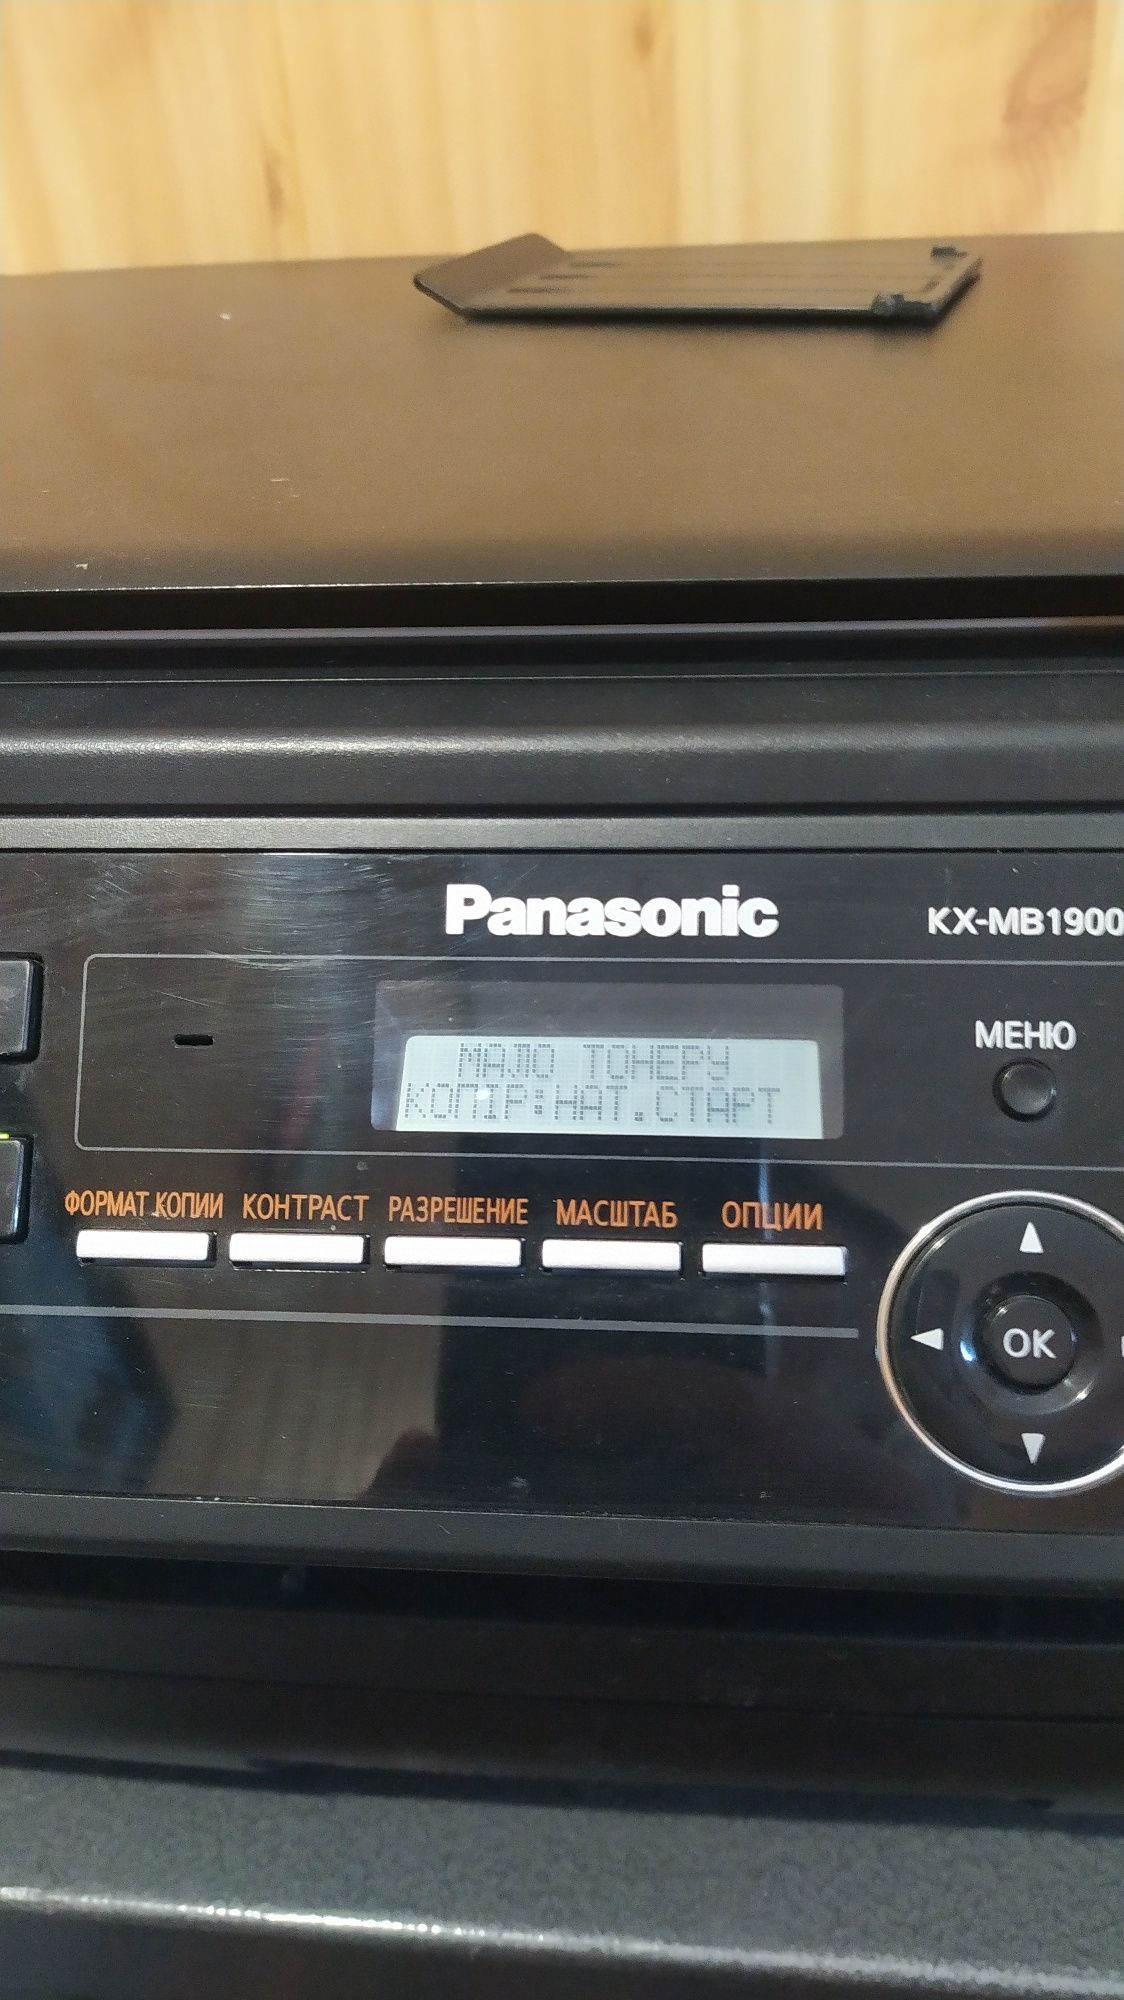 Panasonic
KX-MB1900
МЕНЮ
МАЛО ТОНЕРУ
КОПІР:НАТ.СТАРТ
ФОРМАТ КОПИИ КОНТРАСТ РАЗРЕШЕНИЕ МАСШТАБ ОПЦИИ
OK